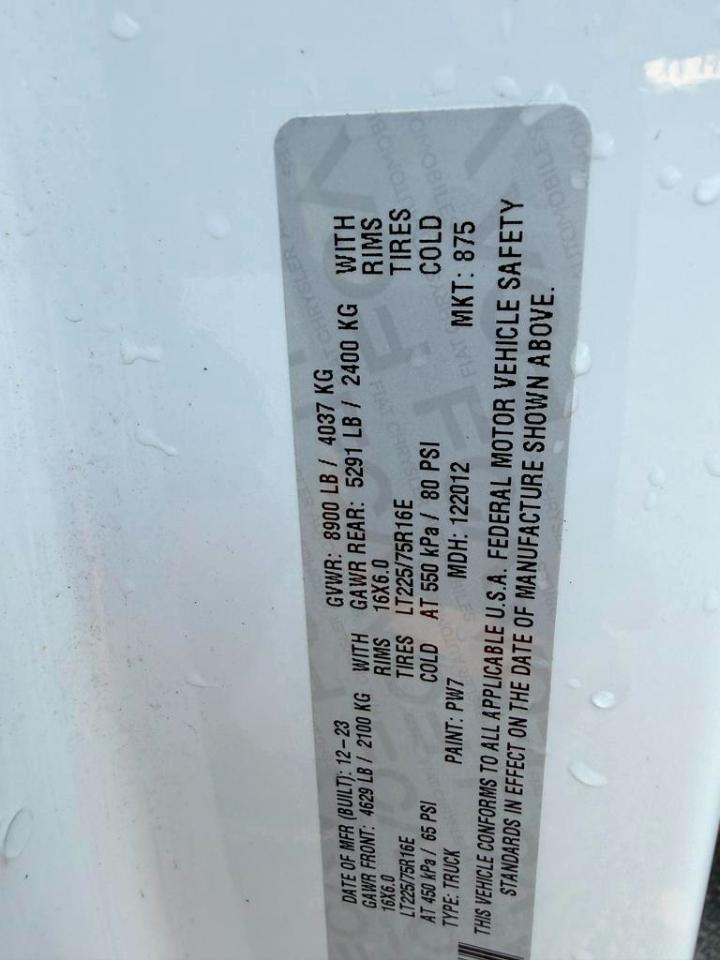 DATE OF MFR (BUILT): 12-23 GVWR: 8900 LB / 4037 KG
GAWR FRONT: 4629 LB / 2100 KG WITH GAWR REAR: 5291 LB / 2400 KG WITH
16X6.0 RIMS 16X6.0 RIMS
LT225/75R16E TIRES LT225/75R16E TIRES
AT 450 kPa / 65 PSI COLD AT 550 kPa / 80 PSI COLD
TYPE: TRUCK PAINT: PW7 MDH: 122012 MKT: 875
THIS VEHICLE CONFORMS TO ALL APPLICABLE U.S.A. FEDERAL MOTOR VEHICLE SAFETY
STANDARDS IN EFFECT ON THE DATE OF MANUFACTURE SHOWN ABOVE.